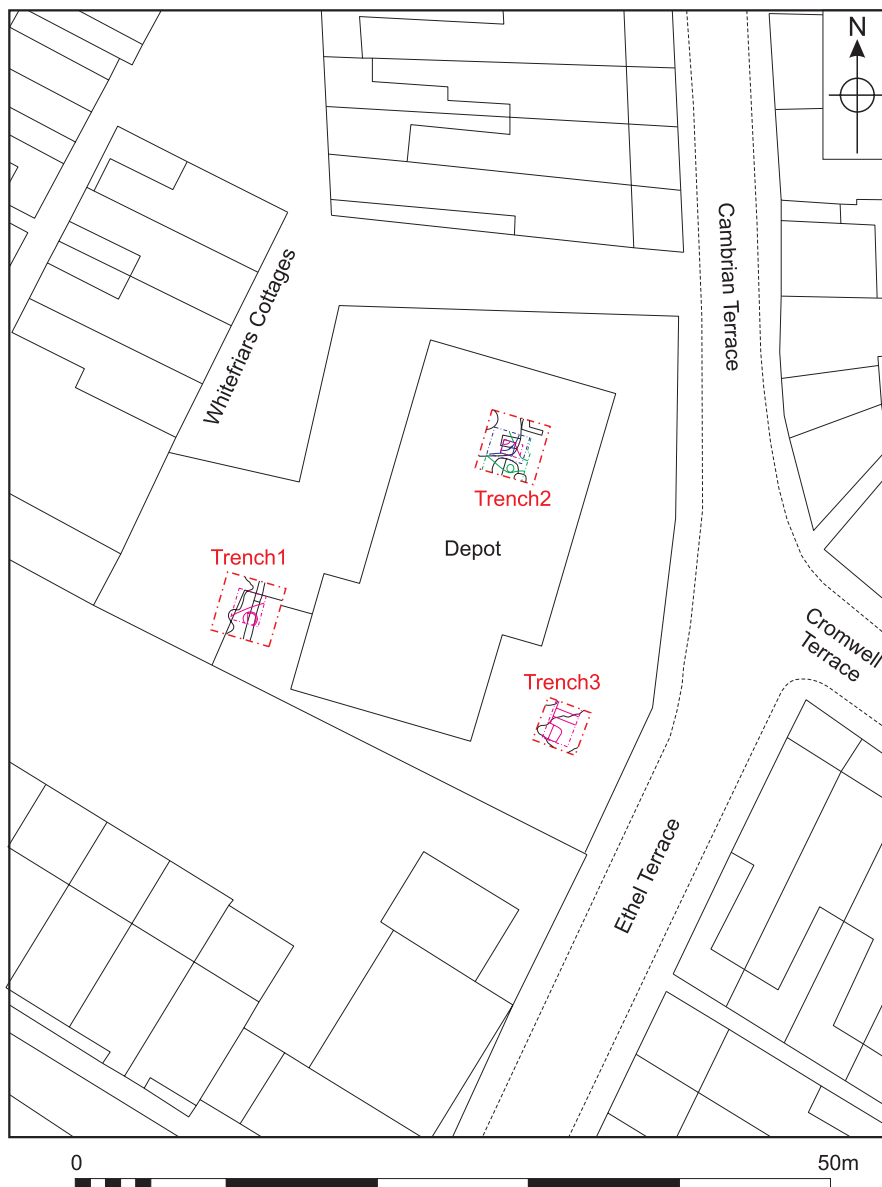 N
Cambrian Terrace
Whitefriars Cottages
Trench2
Depot
Trench1
Cromwell
Terrace
Trench3
Ethel Terrace
0
50m